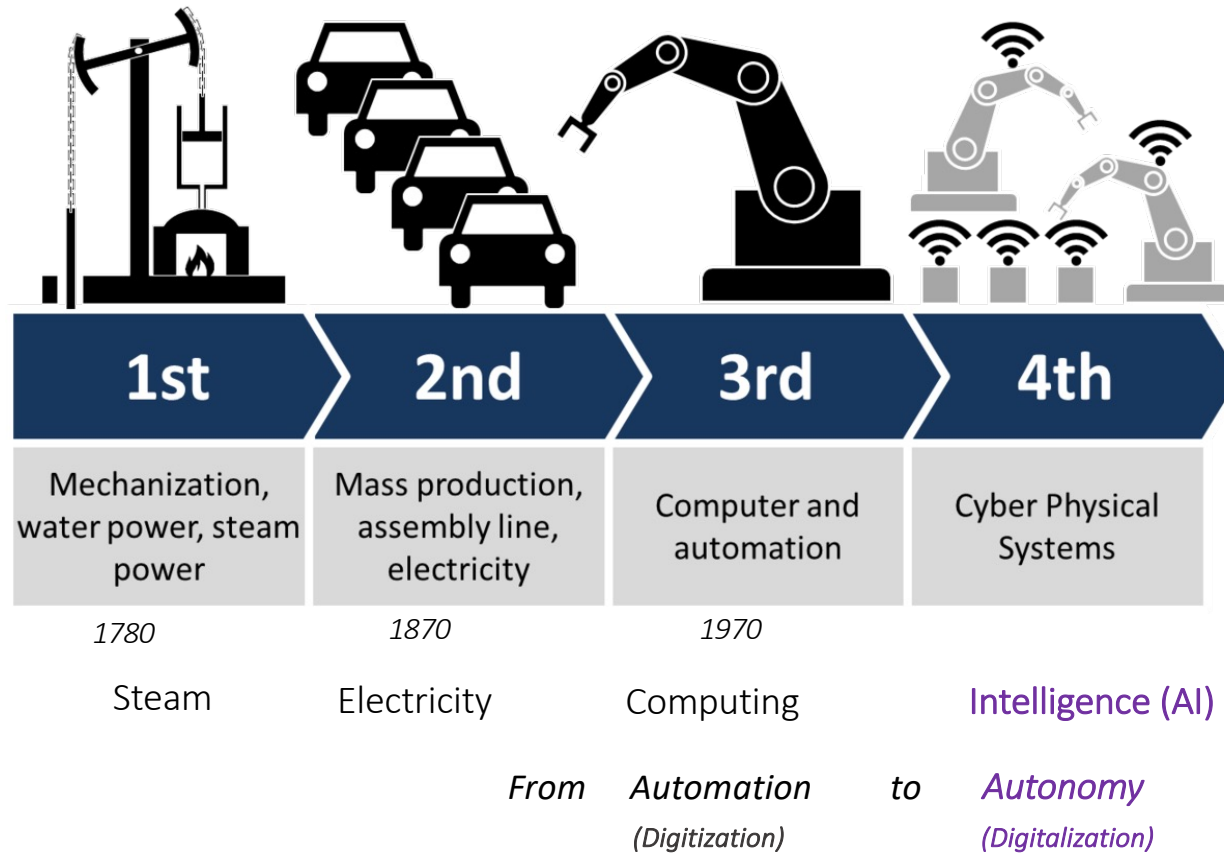 1st
2nd
3rd
4th
Mechanization,
water power, steam
power
Mass production,
assembly line,
electricity
Computer and
automation
Cyber Physical
Systems
1780
1870
1970
Steam
Electricity
Computing
Intelligence (AI)
From Automation to Autonomy
(Digitization)
(Digitalization)